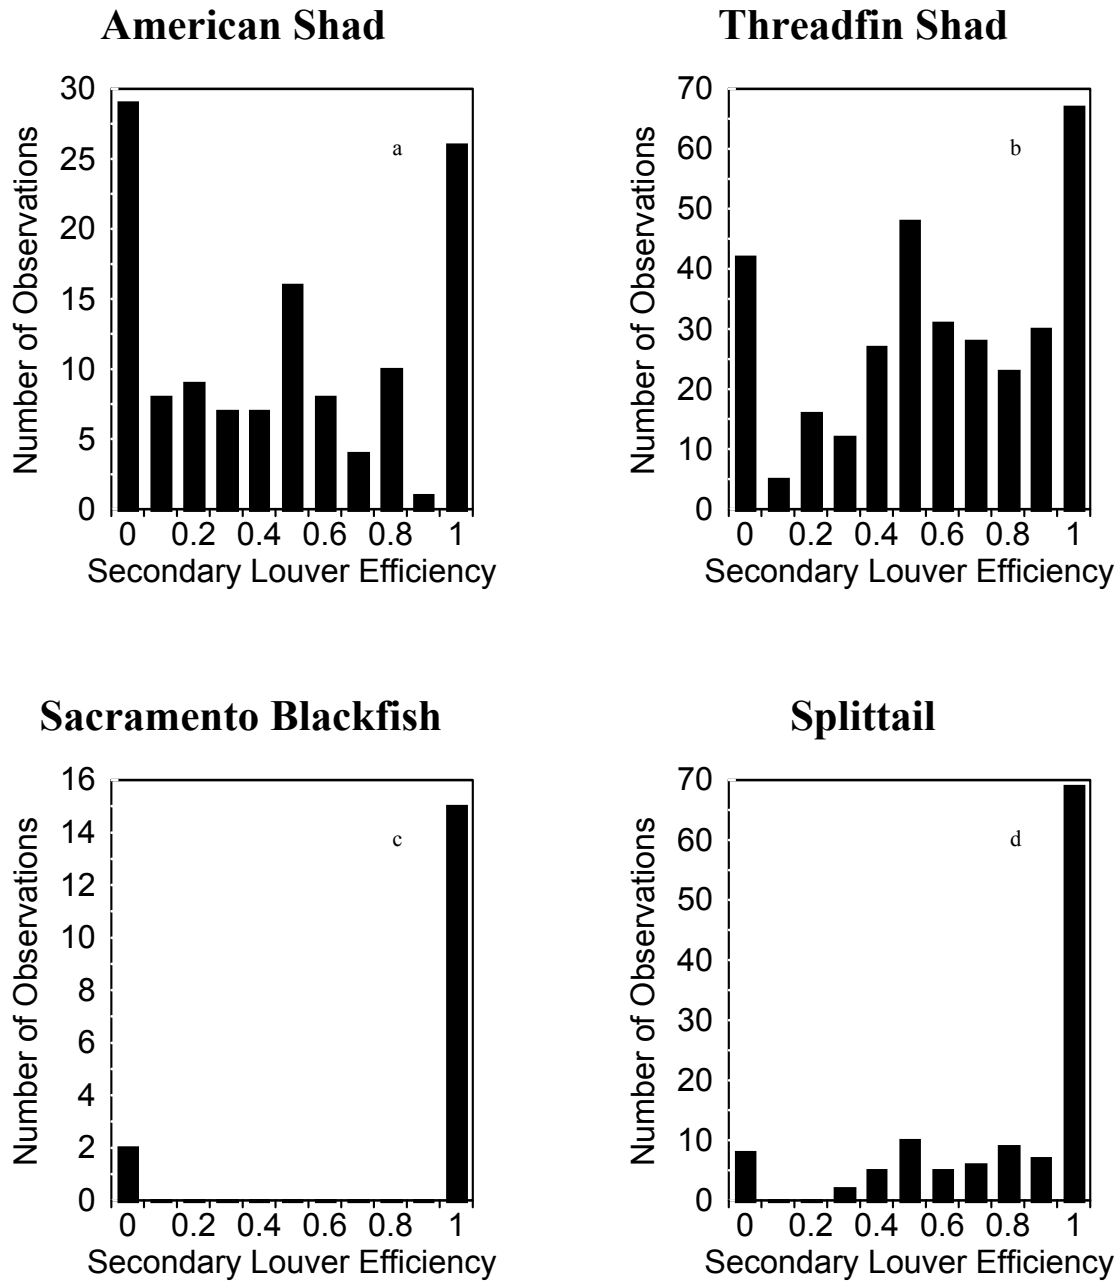 American Shad
Number of Observations
30
25
20
15
10
5
0
a
0 0.2 0.4 0.6 0.8 1
Secondary Louver Efficiency
Threadfin Shad
Number of Observations
70
60
50
40
30
20
10
0
b
0 0.2 0.4 0.6 0.8 1
Secondary Louver Efficiency
Sacramento Blackfish
Number of Observations
16
14
12
10
8
6
4
2
0
c
0 0.2 0.4 0.6 0.8 1
Secondary Louver Efficiency
Splittail
Number of Observations
70
60
50
40
30
20
10
0
d
0 0.2 0.4 0.6 0.8 1
Secondary Louver Efficiency